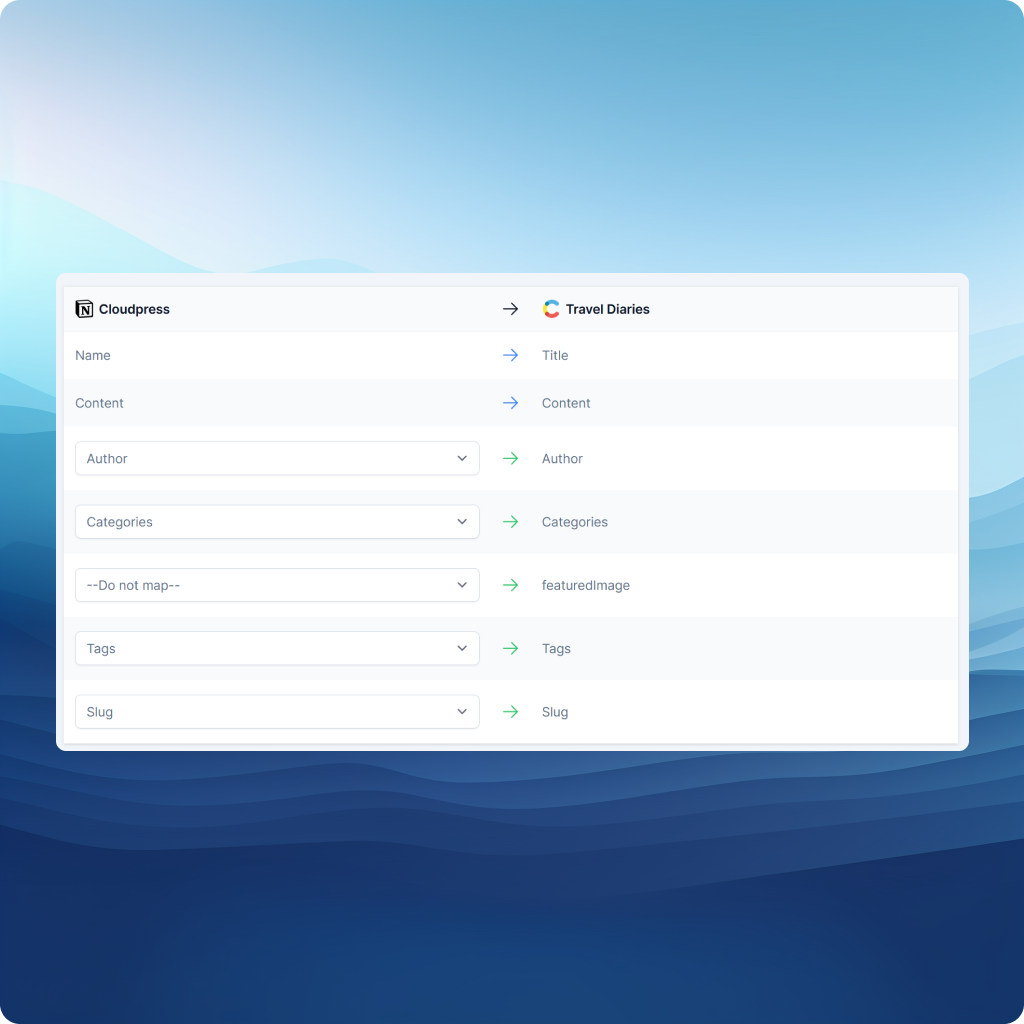 Cloudpress → Travel Diaries
Name → Title
Content → Content
Author → Author
Categories → Categories
--Do not map-- → featuredImage
Tags → Tags
Slug → Slug